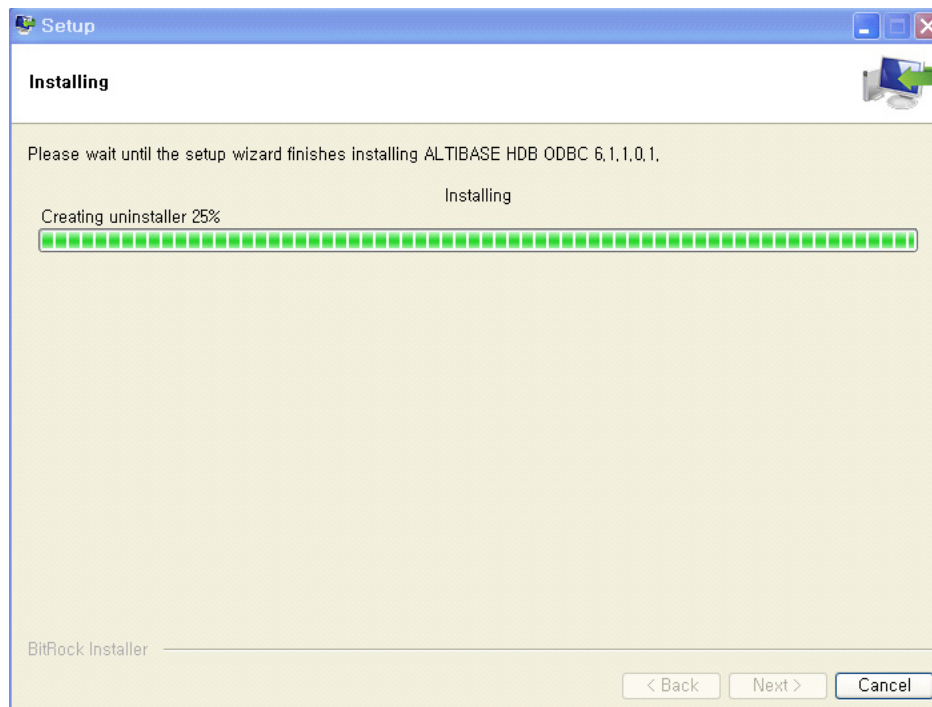 Setup
Installing
Please wait until the setup wizard finishes installing ALTIBASE HDB ODBC 6,1,1,0,1,
Installing
Creating uninstaller 25%
BitRock Installer
< Back Next > Cancel